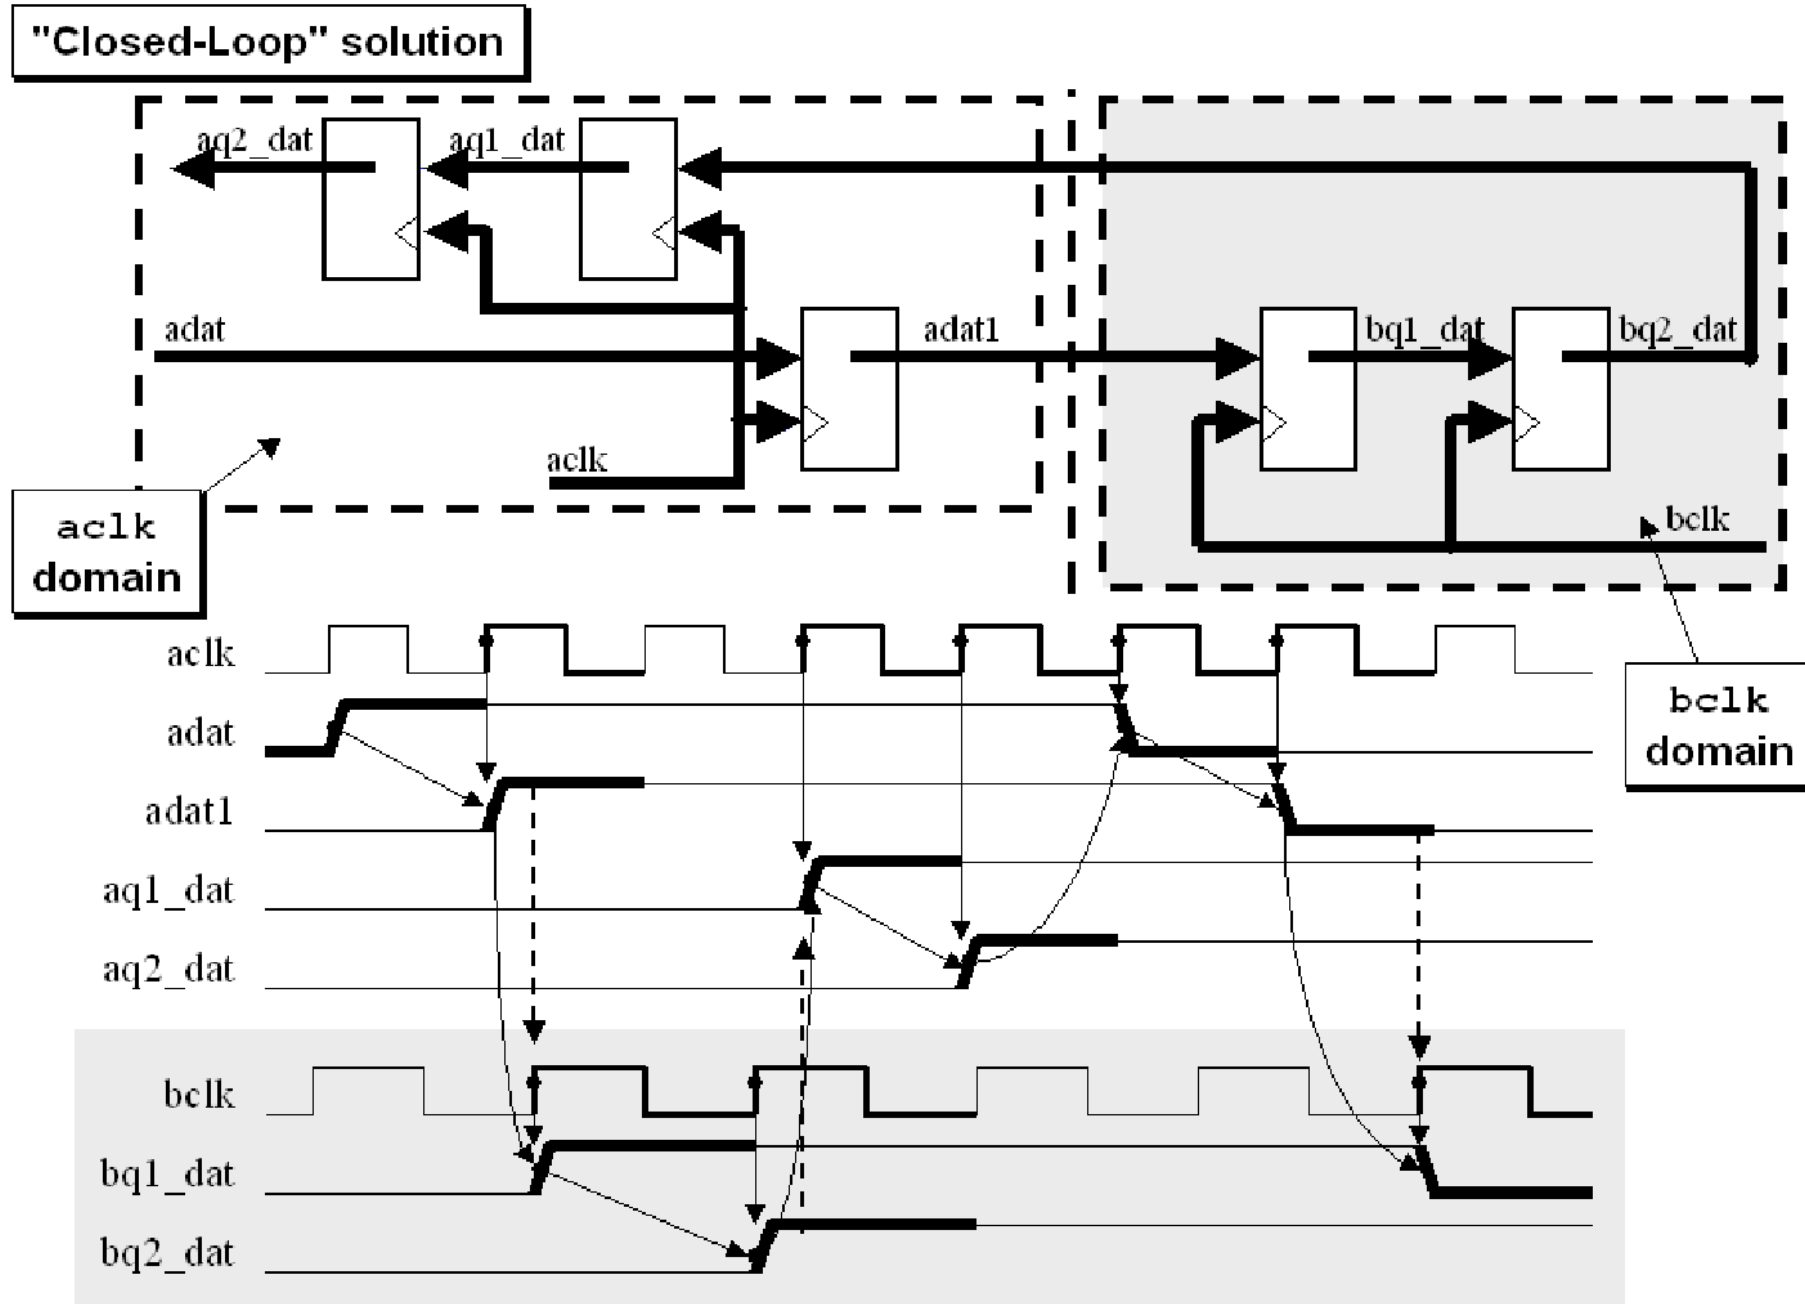 "Closed-Loop" solution
aq2_dat
aq1_dat
adat
adat1
bq1_dat
bq2_dat
aclk
bclk
aclk
domain
aclk
adat
bclk
domain
adat1
aq1_dat
aq2_dat
bclk
bq1_dat
bq2_dat